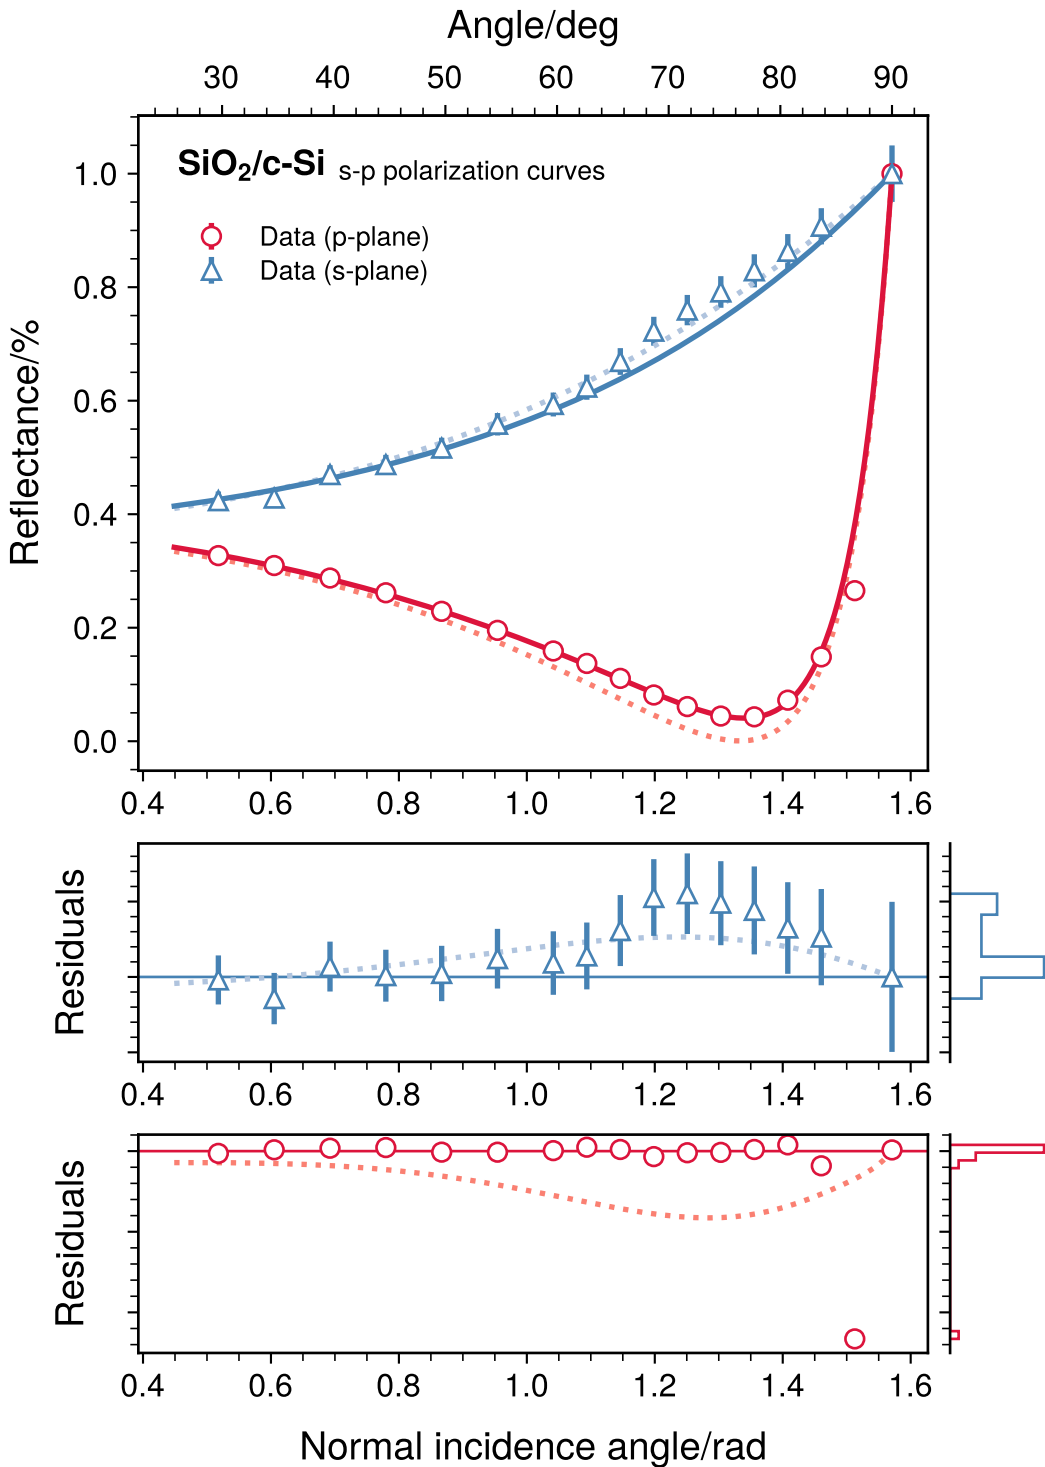 Angle/deg
30 40 50 60 70 80 90
SiO₂/c-Si s-p polarization curves
Data (p-plane)
Data (s-plane)
Reflectance/%
1.0
0.8
0.6
0.4
0.2
0.0
0.4 0.6 0.8 1.0 1.2 1.4 1.6
Residuals
0.4 0.6 0.8 1.0 1.2 1.4 1.6
Residuals
0.4 0.6 0.8 1.0 1.2 1.4 1.6
Normal incidence angle/rad